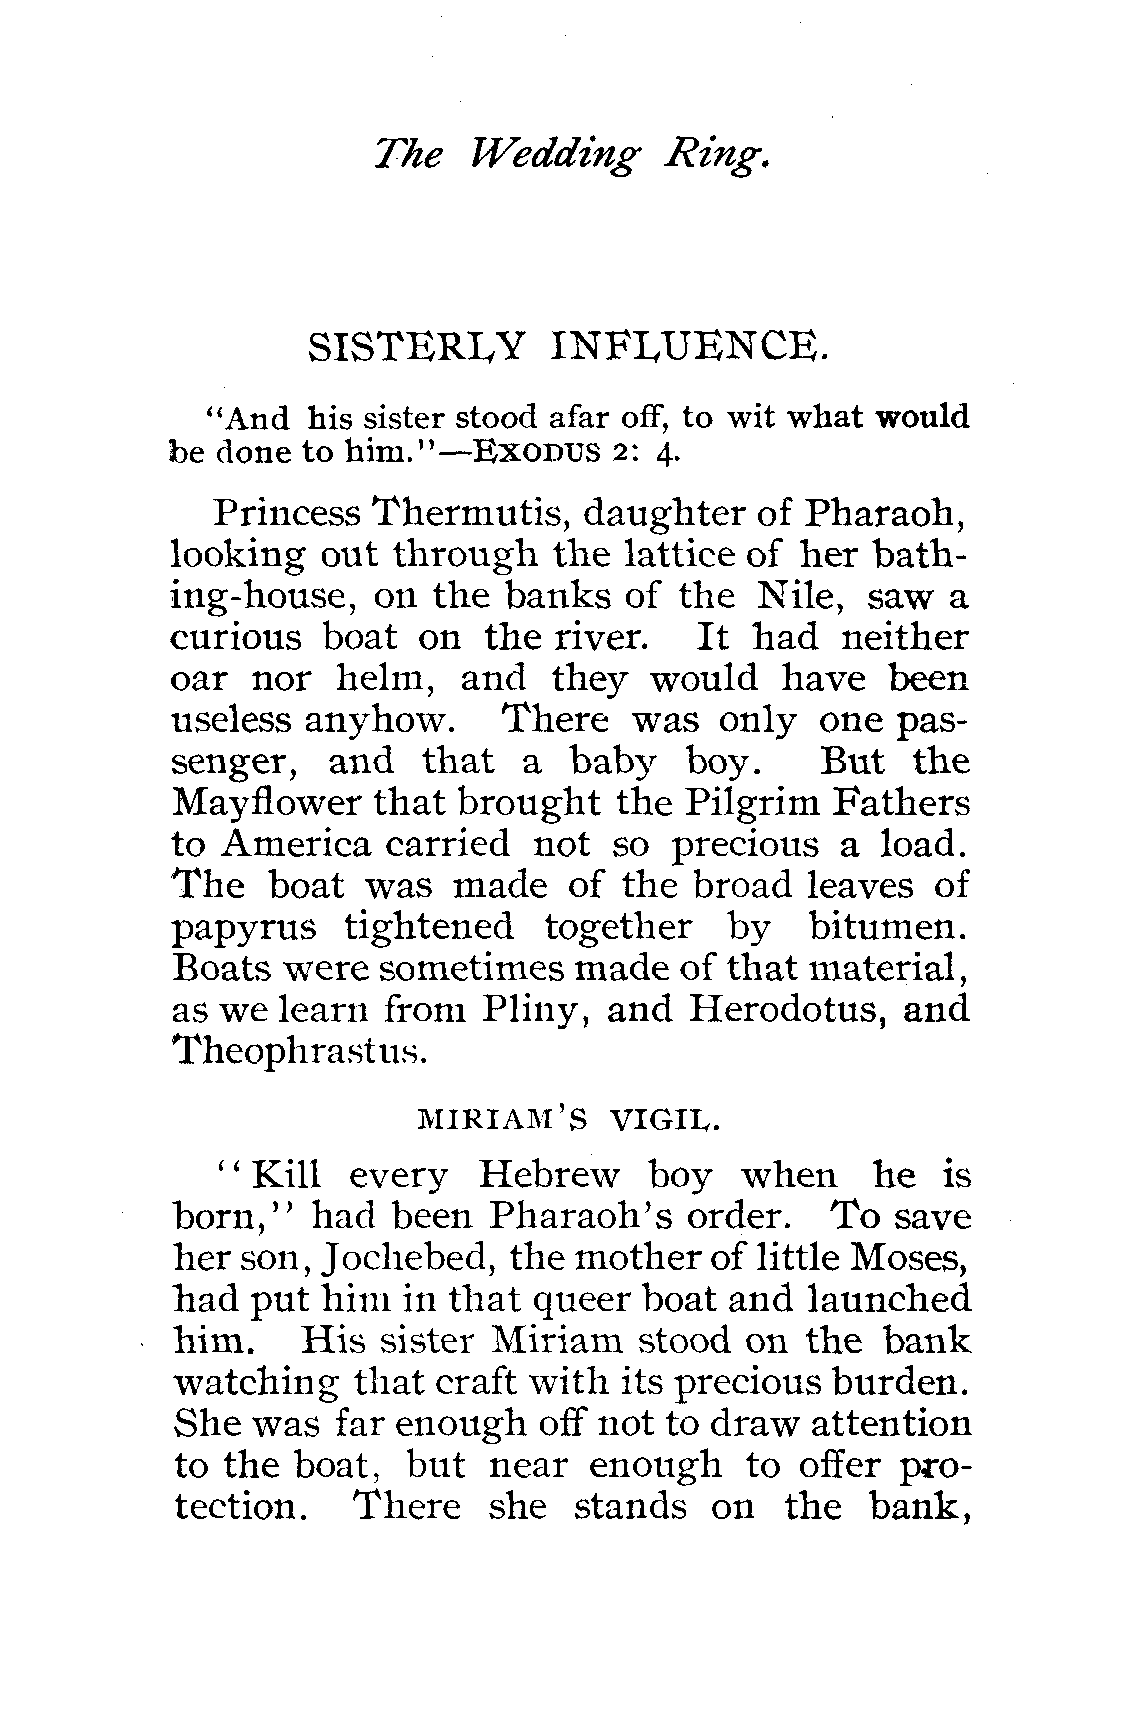 The Wedding Ring.
SISTERLY INFLUENCE.
"And his sister stood afar off, to wit what would
be done to him."—EXODUS 2: 4.
Princess Thermutis, daughter of Pharaoh,
looking out through the lattice of her bath-
ing-house, on the banks of the Nile, saw a
curious boat on the river. It had neither
oar nor helm, and they would have been
useless anyhow. There was only one pas-
senger, and that a baby boy. But the
Mayflower that brought the Pilgrim Fathers
to America carried not so precious a load.
The boat was made of the broad leaves of
papyrus tightened together by bitumen.
Boats were sometimes made of that material,
as we learn from Pliny, and Herodotus, and
Theophrastus.
MIRIAM'S VIGIL.
"Kill every Hebrew boy when he is
born," had been Pharaoh's order. To save
her son, Jochebed, the mother of little Moses,
had put him in that queer boat and launched
him. His sister Miriam stood on the bank
watching that craft with its precious burden.
She was far enough off not to draw attention
to the boat, but near enough to offer pro-
tection. There she stands on the bank,